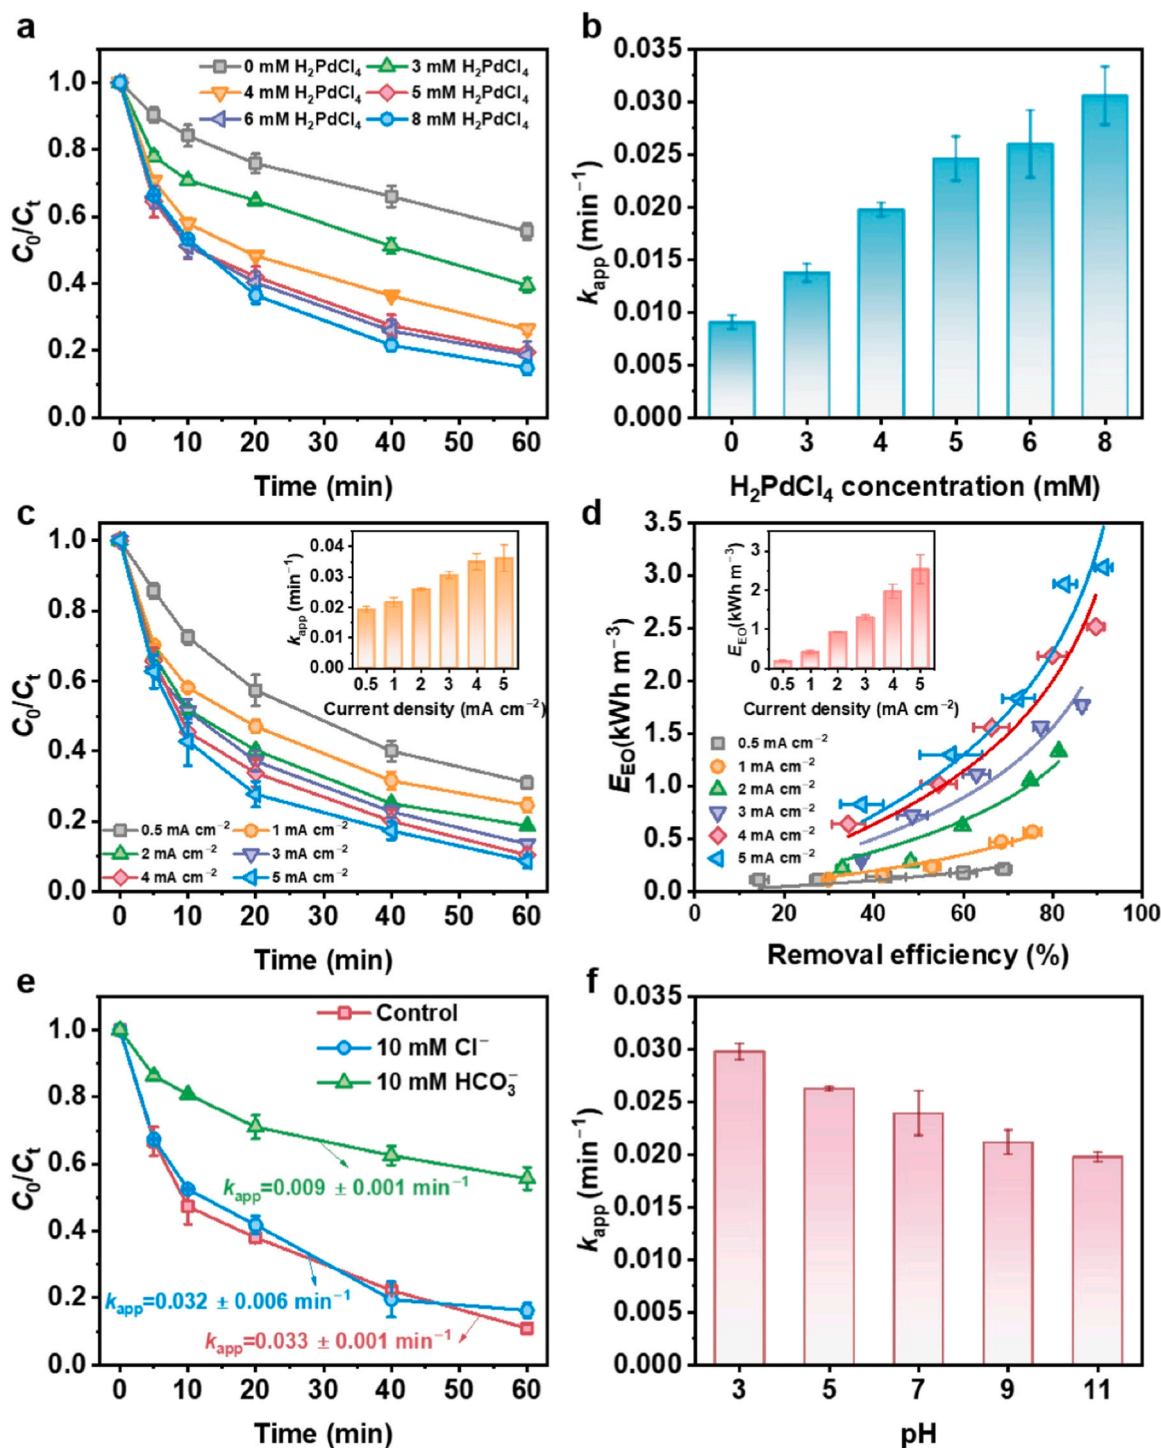 a
C₀/Cₜ
1.0
0.8
0.6
0.4
0.2
0.0
0 mM H₂PdCl₄ 3 mM H₂PdCl₄
4 mM H₂PdCl₄ 5 mM H₂PdCl₄
6 mM H₂PdCl₄ 8 mM H₂PdCl₄
0 10 20 30 40 50 60
Time (min)
b
kapp (min⁻¹)
0.035
0.030
0.025
0.020
0.015
0.010
0.005
0.000
0 3 4 5 6 8
H₂PdCl₄ concentration (mM)
c
C₀/Cₜ
1.0
0.8
0.6
0.4
0.2
0.0
kapp (min⁻¹)
0.04
0.03
0.02
0.01
0.00
0.5 1 2 3 4 5
Current density (mA cm⁻²)
0.5 mA cm⁻² 1 mA cm⁻²
2 mA cm⁻² 3 mA cm⁻²
4 mA cm⁻² 5 mA cm⁻²
0 10 20 30 40 50 60
Time (min)
d
EEO(kWh m⁻³)
3.5
3.0
2.5
2.0
1.5
1.0
0.5
0.0
EEO(kWh m⁻³)
3
2
1
0
0.5 1 2 3 4 5
Current density (mA cm⁻²)
0.5 mA cm⁻²
1 mA cm⁻²
2 mA cm⁻²
3 mA cm⁻²
4 mA cm⁻²
5 mA cm⁻²
0 20 40 60 80 100
Removal efficiency (%)
e
C₀/Cₜ
1.0
0.8
0.6
0.4
0.2
0.0
Control
10 mM Cl⁻
10 mM HCO₃⁻
kapp=0.009 ± 0.001 min⁻¹
kapp=0.032 ± 0.006 min⁻¹
kapp=0.033 ± 0.001 min⁻¹
0 10 20 30 40 50 60
Time (min)
f
kapp (min⁻¹)
0.035
0.030
0.025
0.020
0.015
0.010
0.005
0.000
3 5 7 9 11
pH